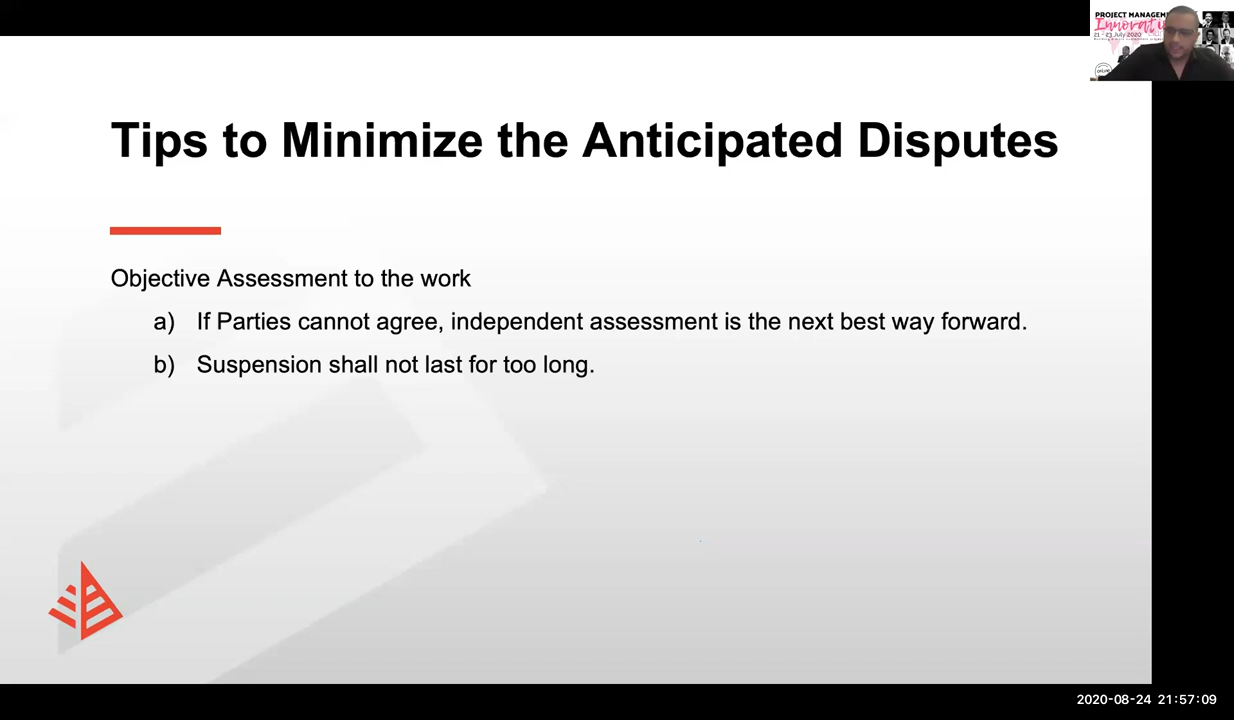 PROJECT MANAGEMEN
Innovati
21 - 23 July 2020
Tips to Minimize the Anticipated Disputes
Objective Assessment to the work
a) If Parties cannot agree, independent assessment is the next best way forward.
b) Suspension shall not last for too long.
2020-08-24 21:57:09